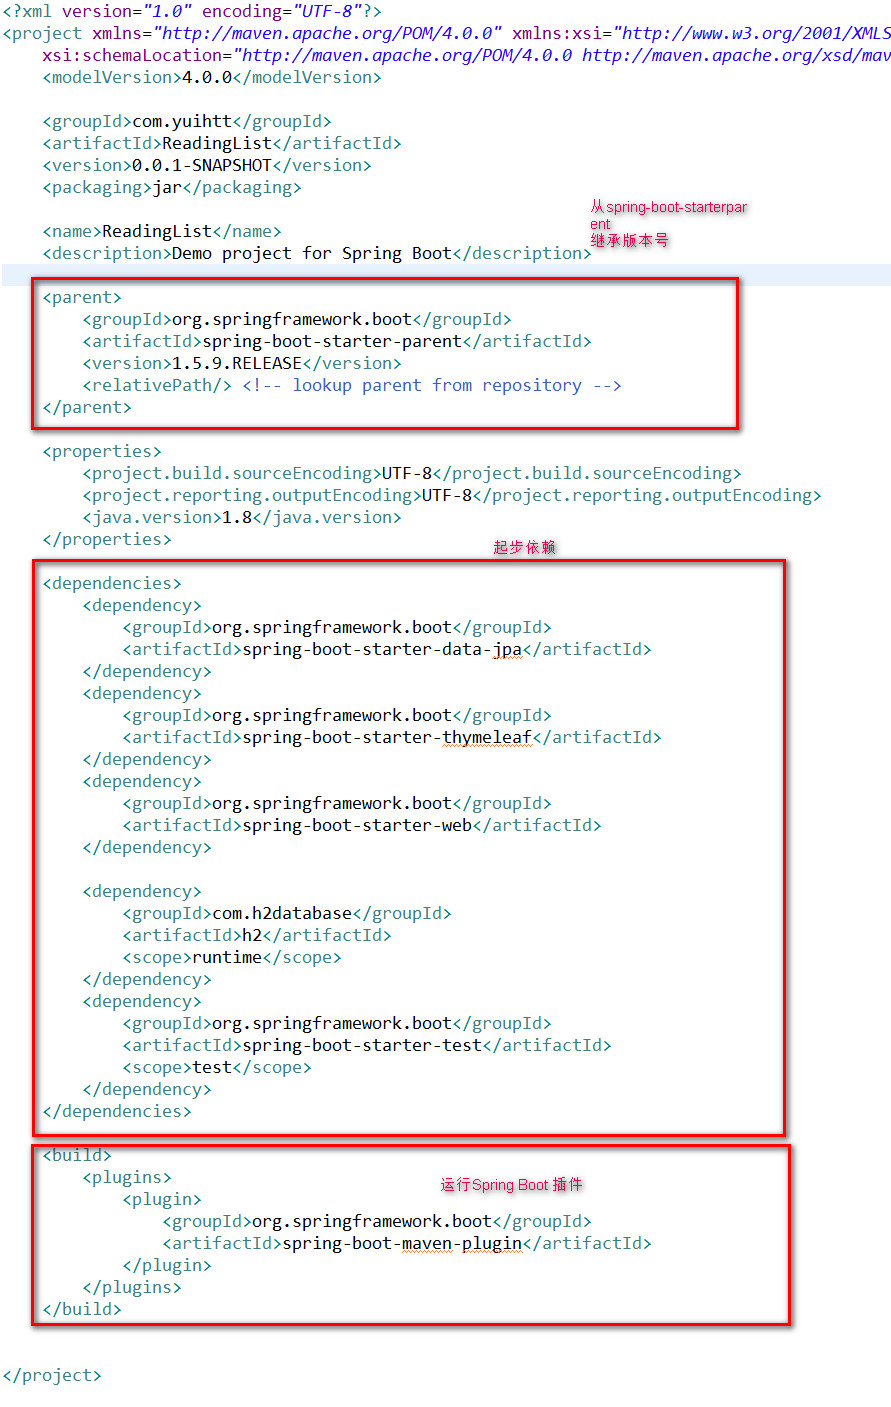 <?xml version="1.0" encoding="UTF-8"?>
<project xmlns="http://maven.apache.org/POM/4.0.0" xmlns:xsi="http://www.w3.org/2001/XMLS
xsi:schemaLocation="http://maven.apache.org/POM/4.0.0 http://maven.apache.org/xsd/mav
<modelVersion>4.0.0</modelVersion>
<groupId>com.yuihtt</groupId>
<artifactId>ReadingList</artifactId>
<version>0.0.1-SNAPSHOT</version>
<packaging>jar</packaging>
从spring-boot-starterpar
ent
继承版本号
<name>ReadingList</name>
<description>Demo project for Spring Boot</description>
<parent>
<groupId>org.springframework.boot</groupId>
<artifactId>spring-boot-starter-parent</artifactId>
<version>1.5.9.RELEASE</version>
<relativePath/> <!-- lookup parent from repository -->
</parent>
<properties>
<project.build.sourceEncoding>UTF-8</project.build.sourceEncoding>
<project.reporting.outputEncoding>UTF-8</project.reporting.outputEncoding>
<java.version>1.8</java.version>
</properties>
起步依赖
<dependencies>
<dependency>
<groupId>org.springframework.boot</groupId>
<artifactId>spring-boot-starter-data-jpa</artifactId>
</dependency>
<dependency>
<groupId>org.springframework.boot</groupId>
<artifactId>spring-boot-starter-thymeleaf</artifactId>
</dependency>
<dependency>
<groupId>org.springframework.boot</groupId>
<artifactId>spring-boot-starter-web</artifactId>
</dependency>
<dependency>
<groupId>com.h2database</groupId>
<artifactId>h2</artifactId>
<scope>runtime</scope>
</dependency>
<dependency>
<groupId>org.springframework.boot</groupId>
<artifactId>spring-boot-starter-test</artifactId>
<scope>test</scope>
</dependency>
</dependencies>
<build>
<plugins>
运行Spring Boot 插件
<plugin>
<groupId>org.springframework.boot</groupId>
<artifactId>spring-boot-maven-plugin</artifactId>
</plugin>
</plugins>
</build>
</project>